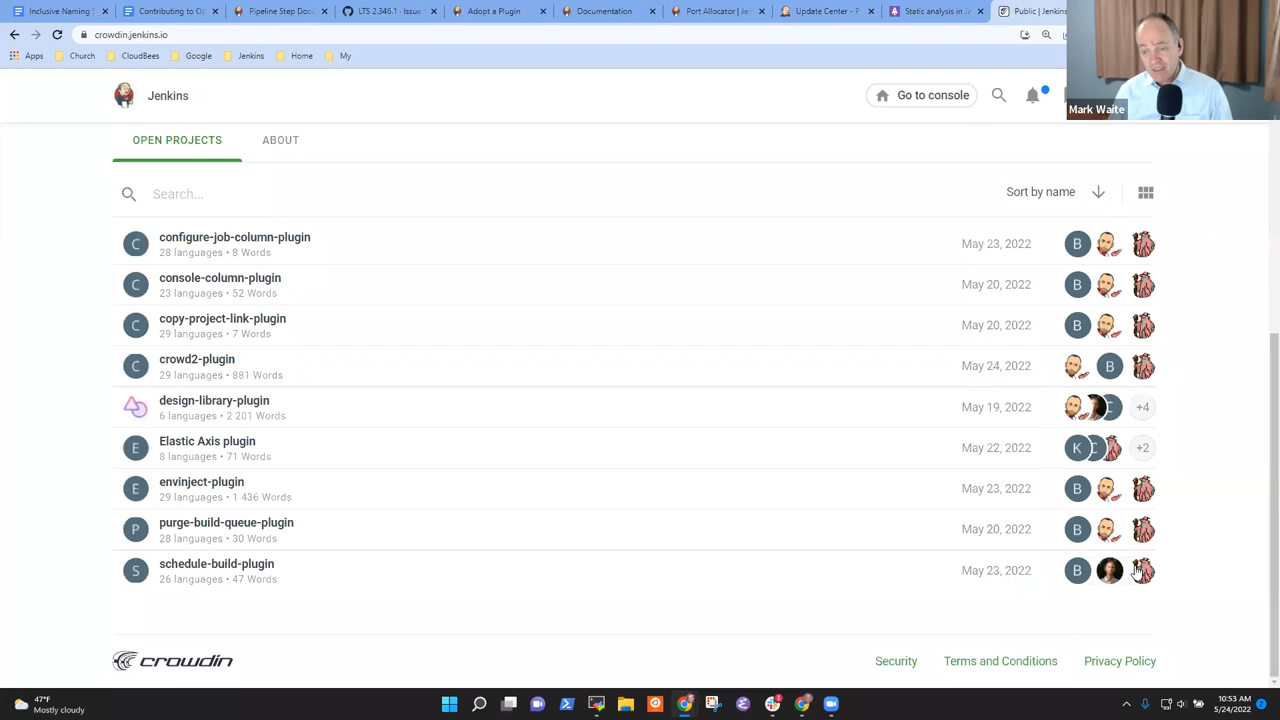 Inclusive Naming S
Contributing to O
Pipeline Step Docu
LTS 2.346.1 · Issue
Adopt a Plugin
Documentation
Port Allocator | Je
Update Center - P
Static analysis in J
Public | Jenkins
crowdin.jenkins.io
Apps
Church
CloudBees
Google
Jenkins
Home
My
Jenkins
Go to console
Mark Waite
OPEN PROJECTS
ABOUT
Search...
Sort by name
C
configure-job-column-plugin
28 languages • 8 Words
May 23, 2022
B
C
console-column-plugin
23 languages • 52 Words
May 20, 2022
B
C
copy-project-link-plugin
29 languages • 7 Words
May 20, 2022
B
C
crowd2-plugin
29 languages • 881 Words
May 24, 2022
B
design-library-plugin
6 languages • 2 201 Words
May 19, 2022
C
+4
E
Elastic Axis plugin
8 languages • 71 Words
May 22, 2022
K
C
+2
E
envinject-plugin
29 languages • 1 436 Words
May 23, 2022
B
P
purge-build-queue-plugin
28 languages • 30 Words
May 20, 2022
B
S
schedule-build-plugin
26 languages • 47 Words
May 23, 2022
B
crowdin
Security
Terms and Conditions
Privacy Policy
47°F
Mostly cloudy
10:53 AM
5/24/2022
2